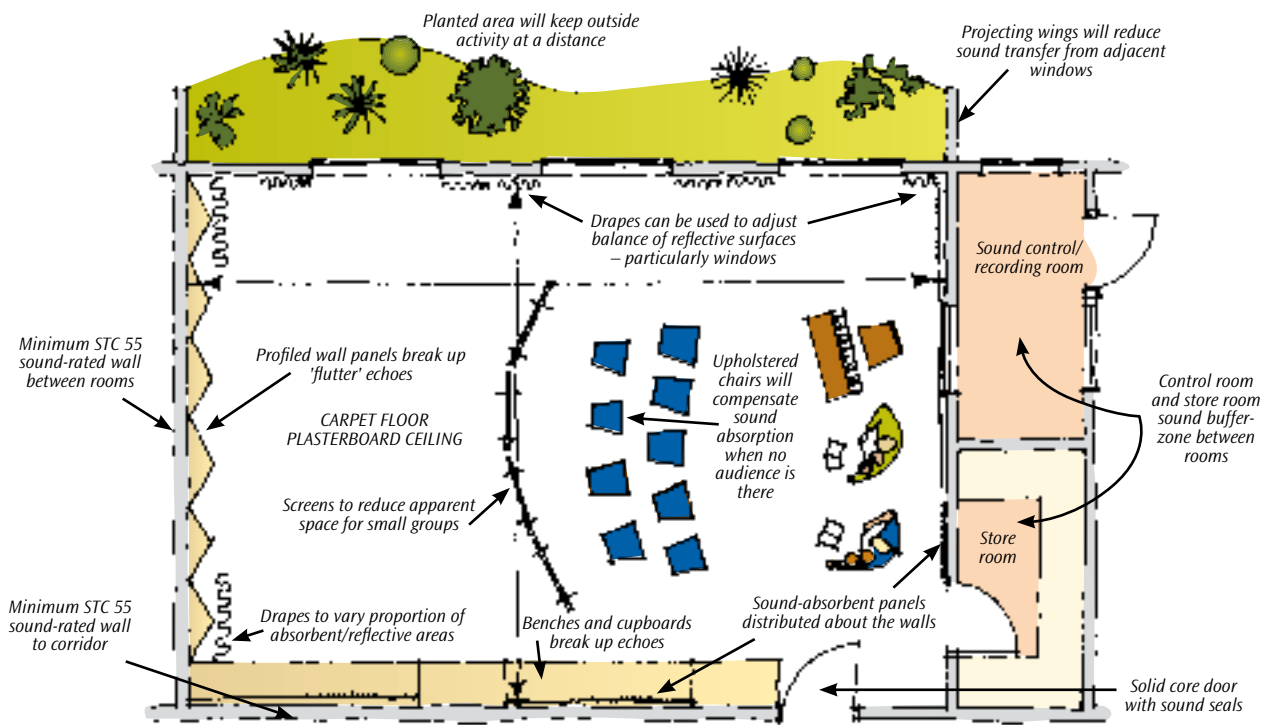 Planted area will keep outside
activity at a distance
Projecting wings will reduce
sound transfer from adjacent
windows
Drapes can be used to adjust
balance of reflective surfaces
– particularly windows
Sound control/
recording room
Minimum STC 55
sound-rated wall
between rooms
Profiled wall panels break up
'flutter' echoes
CARPET FLOOR
PLASTERBOARD CEILING
Upholstered
chairs will
compensate
sound
absorption
when no
audience is
there
Control room
and store room
sound buffer-
zone between
rooms
Screens to reduce apparent
space for small groups
Store
room
Minimum STC 55
sound-rated wall
to corridor
Drapes to vary proportion of
absorbent/reflective areas
Benches and cupboards
break up echoes
Sound-absorbent panels
distributed about the walls
Solid core door
with sound seals